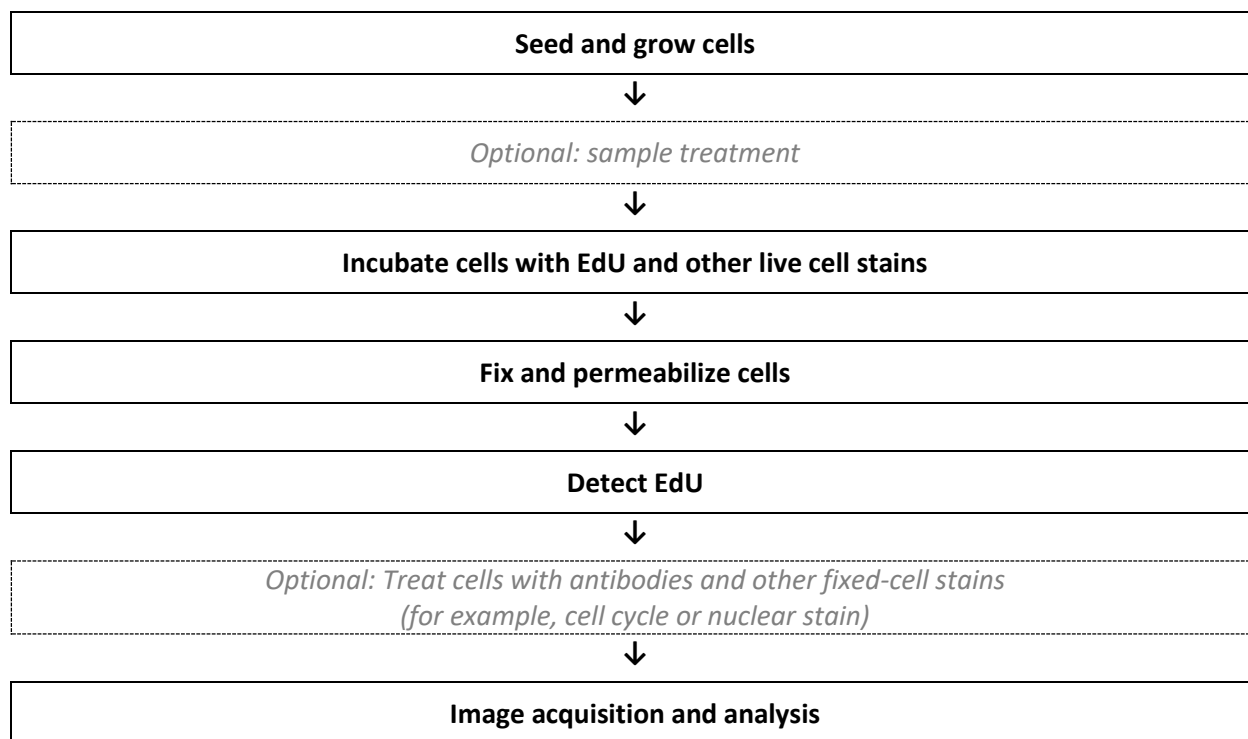 Seed and grow cells
Optional: sample treatment
Incubate cells with EdU and other live cell stains
Fix and permeabilize cells
Detect EdU
Optional: Treat cells with antibodies and other fixed-cell stains
(for example, cell cycle or nuclear stain)
Image acquisition and analysis